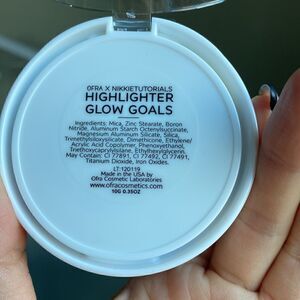 OFRA X NIKKIETUTORIALS
HIGHLIGHTER
GLOW GOALS
Ingredients: Mica, Zinc Stearate, Boron
Nitride, Aluminum Starch Octenylsuccinate,
Magnesium Aluminum Silicate, Silica,
Trimethylsiloxysilicate, Dimethicone, Ethylene/
Acrylic Acid Copolymer, Phenoxyethanol,
Triethoxycaprylylsilane, Ethylhexylglycerin.
May Contain: CI 77891, CI 77492, CI 77491,
Titanium Dioxide, Iron Oxides.
LT:120119
Made in the USA by
Ofra Cosmetic Laboratories
www.ofracosmetics.com
10G 0.35OZ